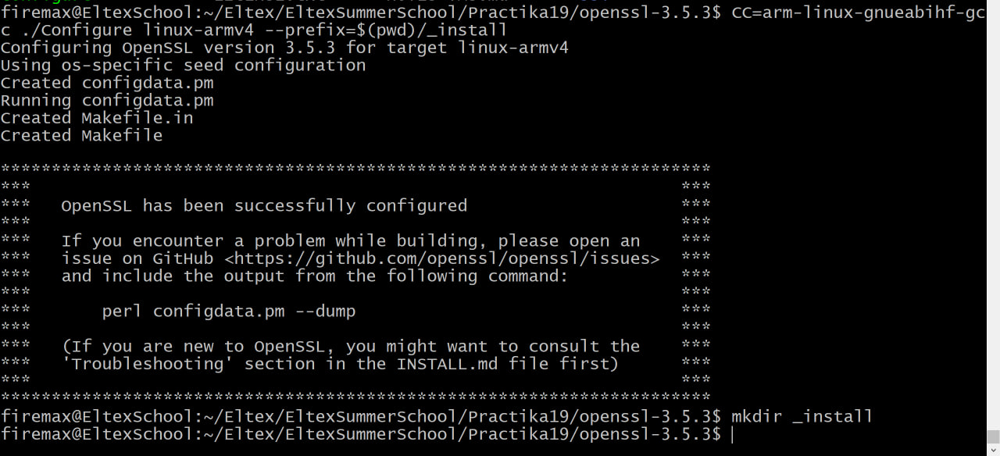 firemax@EltexSchool:~/Eltex/EltexSummerSchool/Practika19/openssl-3.5.3$ CC=arm-linux-gnueabihf-gc
c ./Configure linux-armv4 --prefix=$(pwd)/_install
Configuring OpenSSL version 3.5.3 for target linux-armv4
Using os-specific seed configuration
Created configdata.pm
Running configdata.pm
Created Makefile.in
Created Makefile
**********************************************************************
*** ***
*** OpenSSL has been successfully configured ***
*** ***
*** If you encounter a problem while building, please open an ***
*** issue on GitHub <https://github.com/openssl/openssl/issues> ***
*** and include the output from the following command: ***
*** ***
*** perl configdata.pm --dump ***
*** ***
*** (If you are new to OpenSSL, you might want to consult the ***
*** 'Troubleshooting' section in the INSTALL.md file first) ***
*** ***
**********************************************************************
firemax@EltexSchool:~/Eltex/EltexSummerSchool/Practika19/openssl-3.5.3$ mkdir _install
firemax@EltexSchool:~/Eltex/EltexSummerSchool/Practika19/openssl-3.5.3$